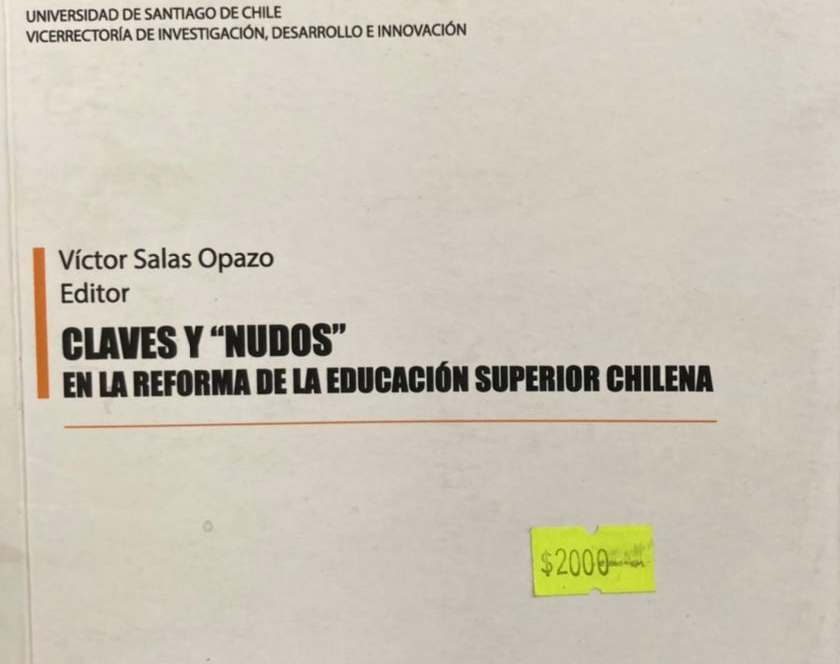 UNIVERSIDAD DE SANTIAGO DE CHILE
VICERRECTORÍA DE INVESTIGACIÓN, DESARROLLO E INNOVACIÓN
Víctor Salas Opazo
Editor
CLAVES Y “NUDOS”
EN LA REFORMA DE LA EDUCACIÓN SUPERIOR CHILENA
$2000